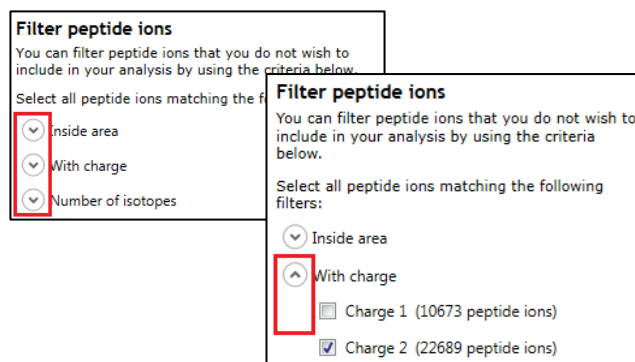 Filter peptide ions
You can filter peptide ions that you do not wish to
include in your analysis by using the criteria below.
Select all peptide ions matching the
Inside area
With charge
Number of isotopes
Filter peptide ions
You can filter peptide ions that you do not wish to
include in your analysis by using the criteria
below.
Select all peptide ions matching the following
filters:
Inside area
With charge
Charge 1 (10673 peptide ions)
Charge 2 (22689 peptide ions)